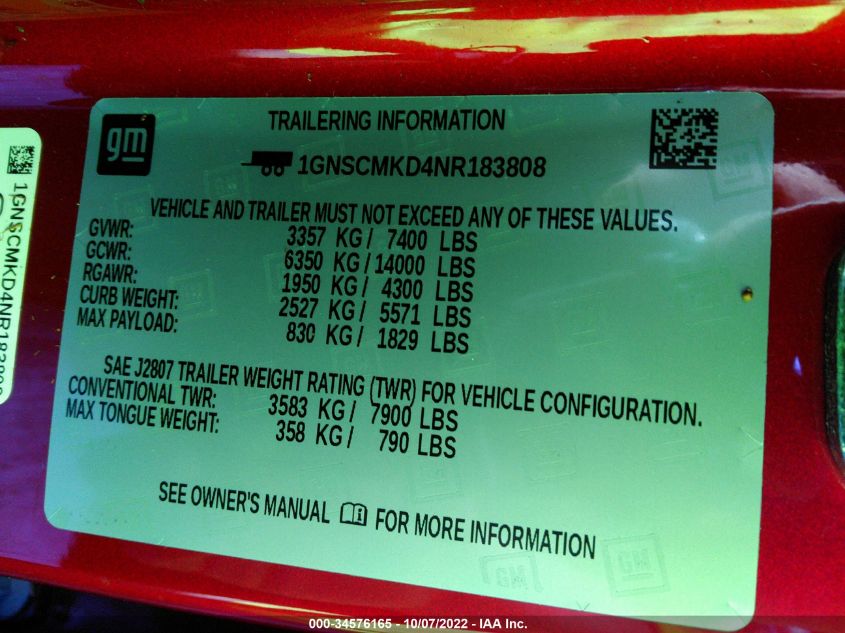 gm
TRAILERING INFORMATION
1GNSCMKD4NR183808
VEHICLE AND TRAILER MUST NOT EXCEED ANY OF THESE VALUES.
GVWR: 3357 KG / 7400 LBS
GCWR: 6350 KG / 14000 LBS
RGAWR: 1950 KG / 4300 LBS
CURB WEIGHT: 2527 KG / 5571 LBS
MAX PAYLOAD: 830 KG / 1829 LBS
SAE J2807 TRAILER WEIGHT RATING (TWR) FOR VEHICLE CONFIGURATION.
CONVENTIONAL TWR: 3583 KG / 7900 LBS
MAX TONGUE WEIGHT: 358 KG / 790 LBS
SEE OWNER'S MANUAL FOR MORE INFORMATION
GM GM
1GNSCMKD4NR183808
000-34576165 - 10/07/2022 - IAA Inc.